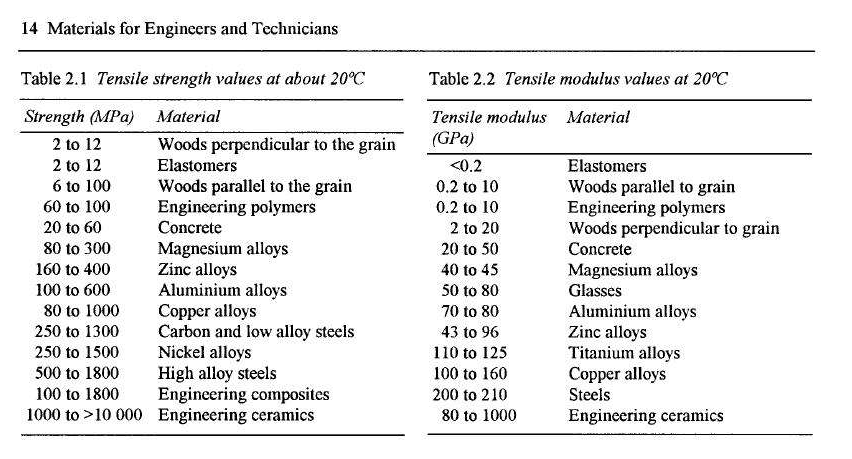 14 Materials for Engineers and Technicians
Table 2.1 Tensile strength values at about 20°C
Strength (MPa) Material
2 to 12 Woods perpendicular to the grain
2 to 12 Elastomers
6 to 100 Woods parallel to the grain
60 to 100 Engineering polymers
20 to 60 Concrete
80 to 300 Magnesium alloys
160 to 400 Zinc alloys
100 to 600 Aluminium alloys
80 to 1000 Copper alloys
250 to 1300 Carbon and low alloy steels
250 to 1500 Nickel alloys
500 to 1800 High alloy steels
100 to 1800 Engineering composites
1000 to >10 000 Engineering ceramics
Table 2.2 Tensile modulus values at 20°C
Tensile modulus Material
(GPa)
<0.2 Elastomers
0.2 to 10 Woods parallel to grain
0.2 to 10 Engineering polymers
2 to 20 Woods perpendicular to grain
20 to 50 Concrete
40 to 45 Magnesium alloys
50 to 80 Glasses
70 to 80 Aluminium alloys
43 to 96 Zinc alloys
110 to 125 Titanium alloys
100 to 160 Copper alloys
200 to 210 Steels
80 to 1000 Engineering ceramics